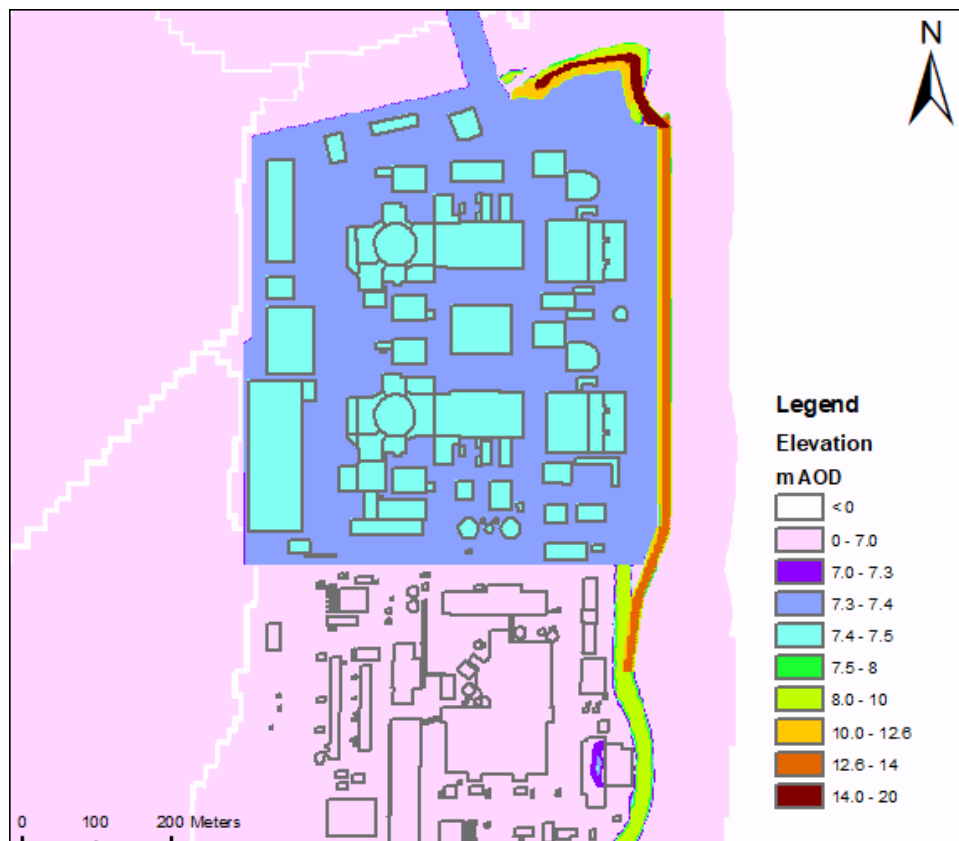 N
Legend
Elevation
m AOD
< 0
0 - 7.0
7.0 - 7.3
7.3 - 7.4
7.4 - 7.5
7.5 - 8
8.0 - 10
10.0 - 12.6
12.6 - 14
14.0 - 20
0 100 200 Meters